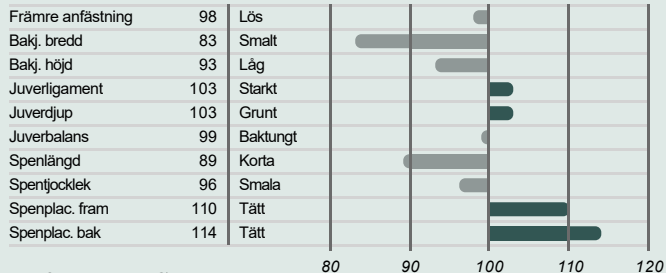 Främre anfästning 98 Lös
Bakj. bredd 83 Smalt
Bakj. höjd 93 Låg
Juverligament 103 Starkt
Juverdjup 103 Grunt
Juverbalans 99 Baktungt
Spenlängd 89 Korta
Spentjocklek 96 Smala
Spenplac. fram 110 Tätt
Spenplac. bak 114 Tätt
80 90 100 110 120